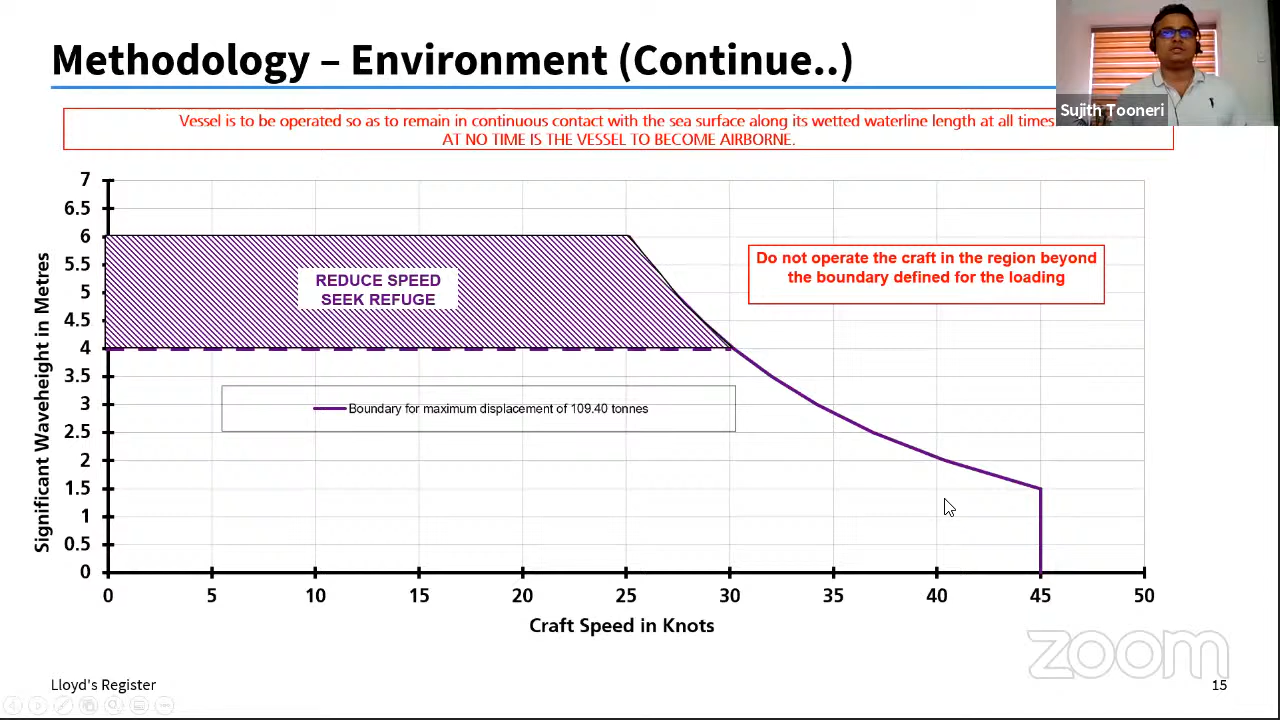 Methodology – Environment (Continue..)
Sujith Tooneri
Vessel is to be operated so as to remain in continuous contact with the sea surface along its wetted waterline length at all times
AT NO TIME IS THE VESSEL TO BECOME AIRBORNE.
7
6.5
6
5.5
5
4.5
4
3.5
3
2.5
2
1.5
1
0.5
0
Significant Waveheight in Metres
REDUCE SPEED
SEEK REFUGE
Do not operate the craft in the region beyond
the boundary defined for the loading
Boundary for maximum displacement of 109.40 tonnes
0 5 10 15 20 25 30 35 40 45 50
Craft Speed in Knots
zoom
Lloyd's Register
15